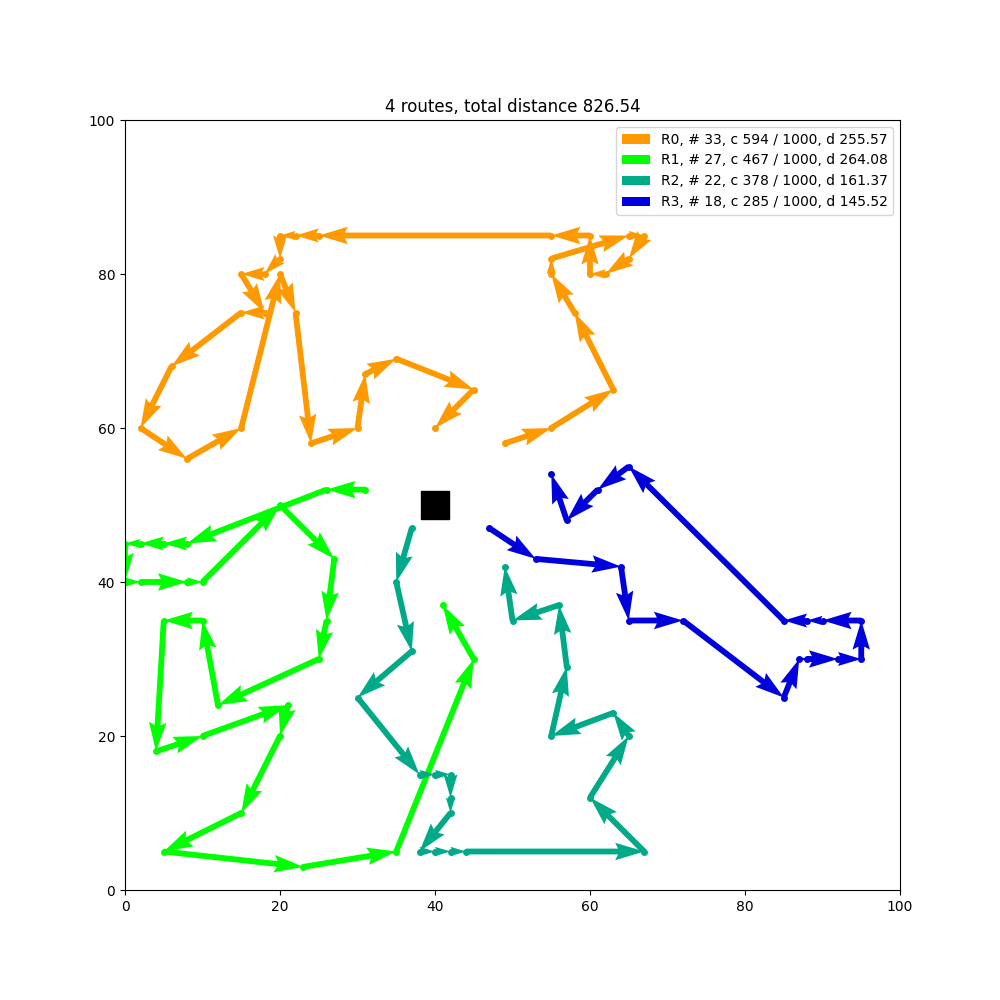 4 routes, total distance 826.54
R0, # 33, c 594 / 1000, d 255.57
R1, # 27, c 467 / 1000, d 264.08
R2, # 22, c 378 / 1000, d 161.37
R3, # 18, c 285 / 1000, d 145.52
100
80
60
40
20
0
0 20 40 60 80 100